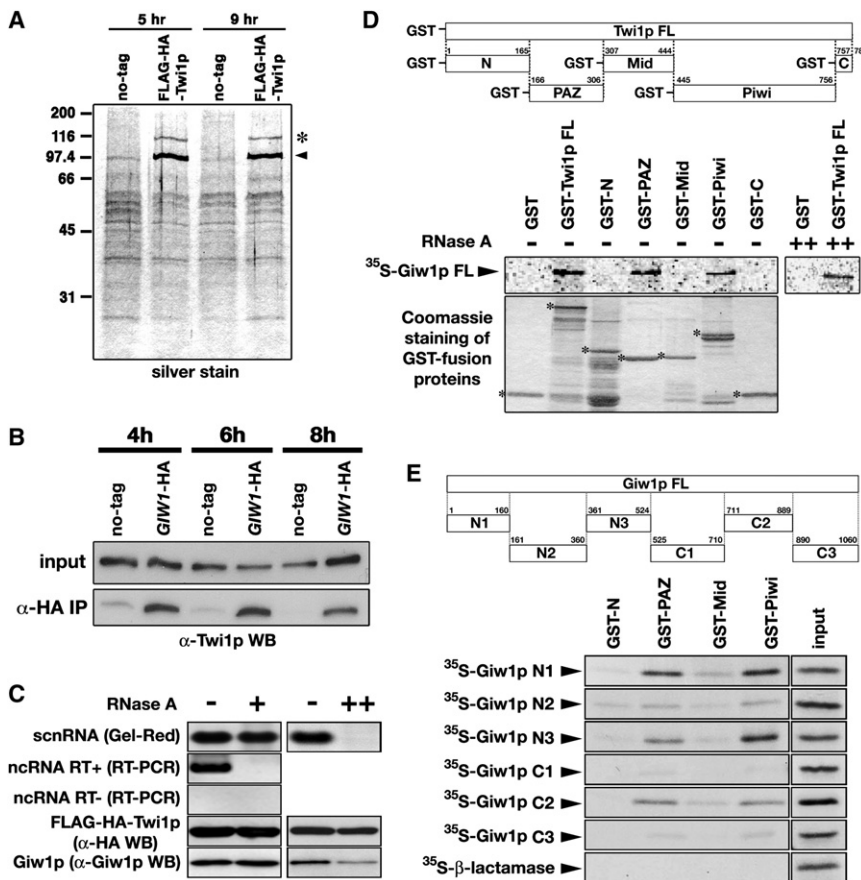 A
5 hr
9 hr
no-tag
FLAG-HA
-Twi1p
no-tag
FLAG-HA
-Twi1p
200
116
97.4
66
45
31
*
silver stain
B
4h
6h
8h
no-tag
GIW1-HA
no-tag
GIW1-HA
no-tag
GIW1-HA
input
α-HA IP
α-Twi1p WB
C
RNase A
- + - ++
scnRNA (Gel-Red)
ncRNA RT+ (RT-PCR)
ncRNA RT- (RT-PCR)
FLAG-HA-Twi1p
(α-HA WB)
Giw1p (α-Giw1p WB)
D
GST Twi1p FL
1 165 307 444 757 78
GST N GST Mid GST C
166 306 445 756
GST PAZ GST Piwi
GST
GST-Twi1p FL
GST-N
GST-PAZ
GST-Mid
GST-Piwi
GST-C
GST
GST-Twi1p FL
RNase A - - - - - - - ++ ++
35S-Giw1p FL
Coomassie
staining of
GST-fusion
proteins
* * * * * * *
E
Giw1p FL
1 160 361 524 711 889
N1 N3 C2
161 360 525 710 890 1060
N2 C1 C3
GST-N
GST-PAZ
GST-Mid
GST-Piwi
input
35S-Giw1p N1
35S-Giw1p N2
35S-Giw1p N3
35S-Giw1p C1
35S-Giw1p C2
35S-Giw1p C3
35S-β-lactamase